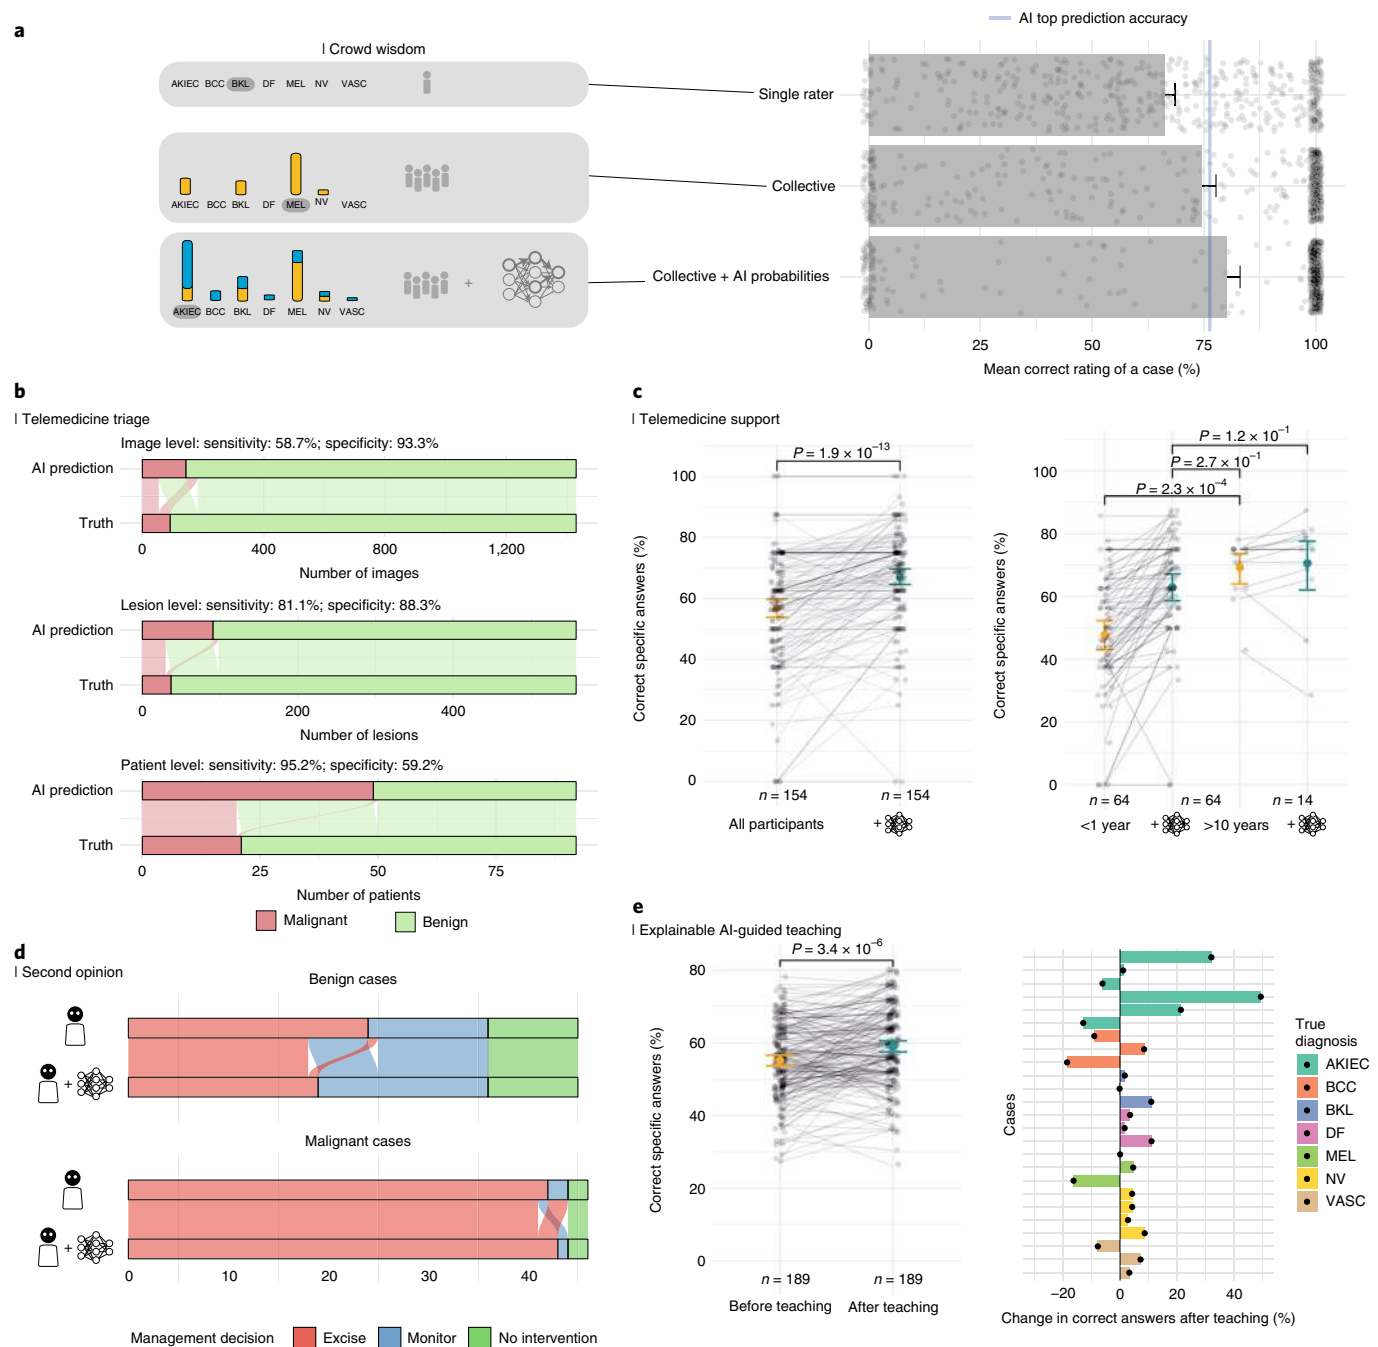 a
| Crowd wisdom
AKIEC BCC BKL DF MEL NV VASC
AKIEC BCC BKL DF MEL NV VASC
AKIEC BCC BKL DF MEL NV VASC
+
AI top prediction accuracy
Single rater
Collective
Collective + AI probabilities
0 25 50 75 100
Mean correct rating of a case (%)
b
| Telemedicine triage
Image level: sensitivity: 58.7%; specificity: 93.3%
AI prediction
Truth
0 400 800 1,200
Number of images
Lesion level: sensitivity: 81.1%; specificity: 88.3%
AI prediction
Truth
0 200 400
Number of lesions
Patient level: sensitivity: 95.2%; specificity: 59.2%
AI prediction
Truth
0 25 50 75
Number of patients
Malignant Benign
c
| Telemedicine support
P = 1.9 × 10⁻¹³
Correct specific answers (%)
100
80
60
40
20
0
n = 154 n = 154
All participants +
P = 1.2 × 10⁻¹
P = 2.7 × 10⁻¹
P = 2.3 × 10⁻⁴
Correct specific answers (%)
100
80
60
40
20
0
n = 64 n = 64 n = 14
<1 year + >10 years +
d
| Second opinion
Benign cases
+
Malignant cases
+
0 10 20 30 40
Management decision Excise Monitor No intervention
e
| Explainable AI-guided teaching
P = 3.4 × 10⁻⁶
Correct specific answers (%)
80
60
40
20
0
n = 189 n = 189
Before teaching After teaching
Cases
−20 0 20 40
Change in correct answers after teaching (%)
True
diagnosis
AKIEC
BCC
BKL
DF
MEL
NV
VASC